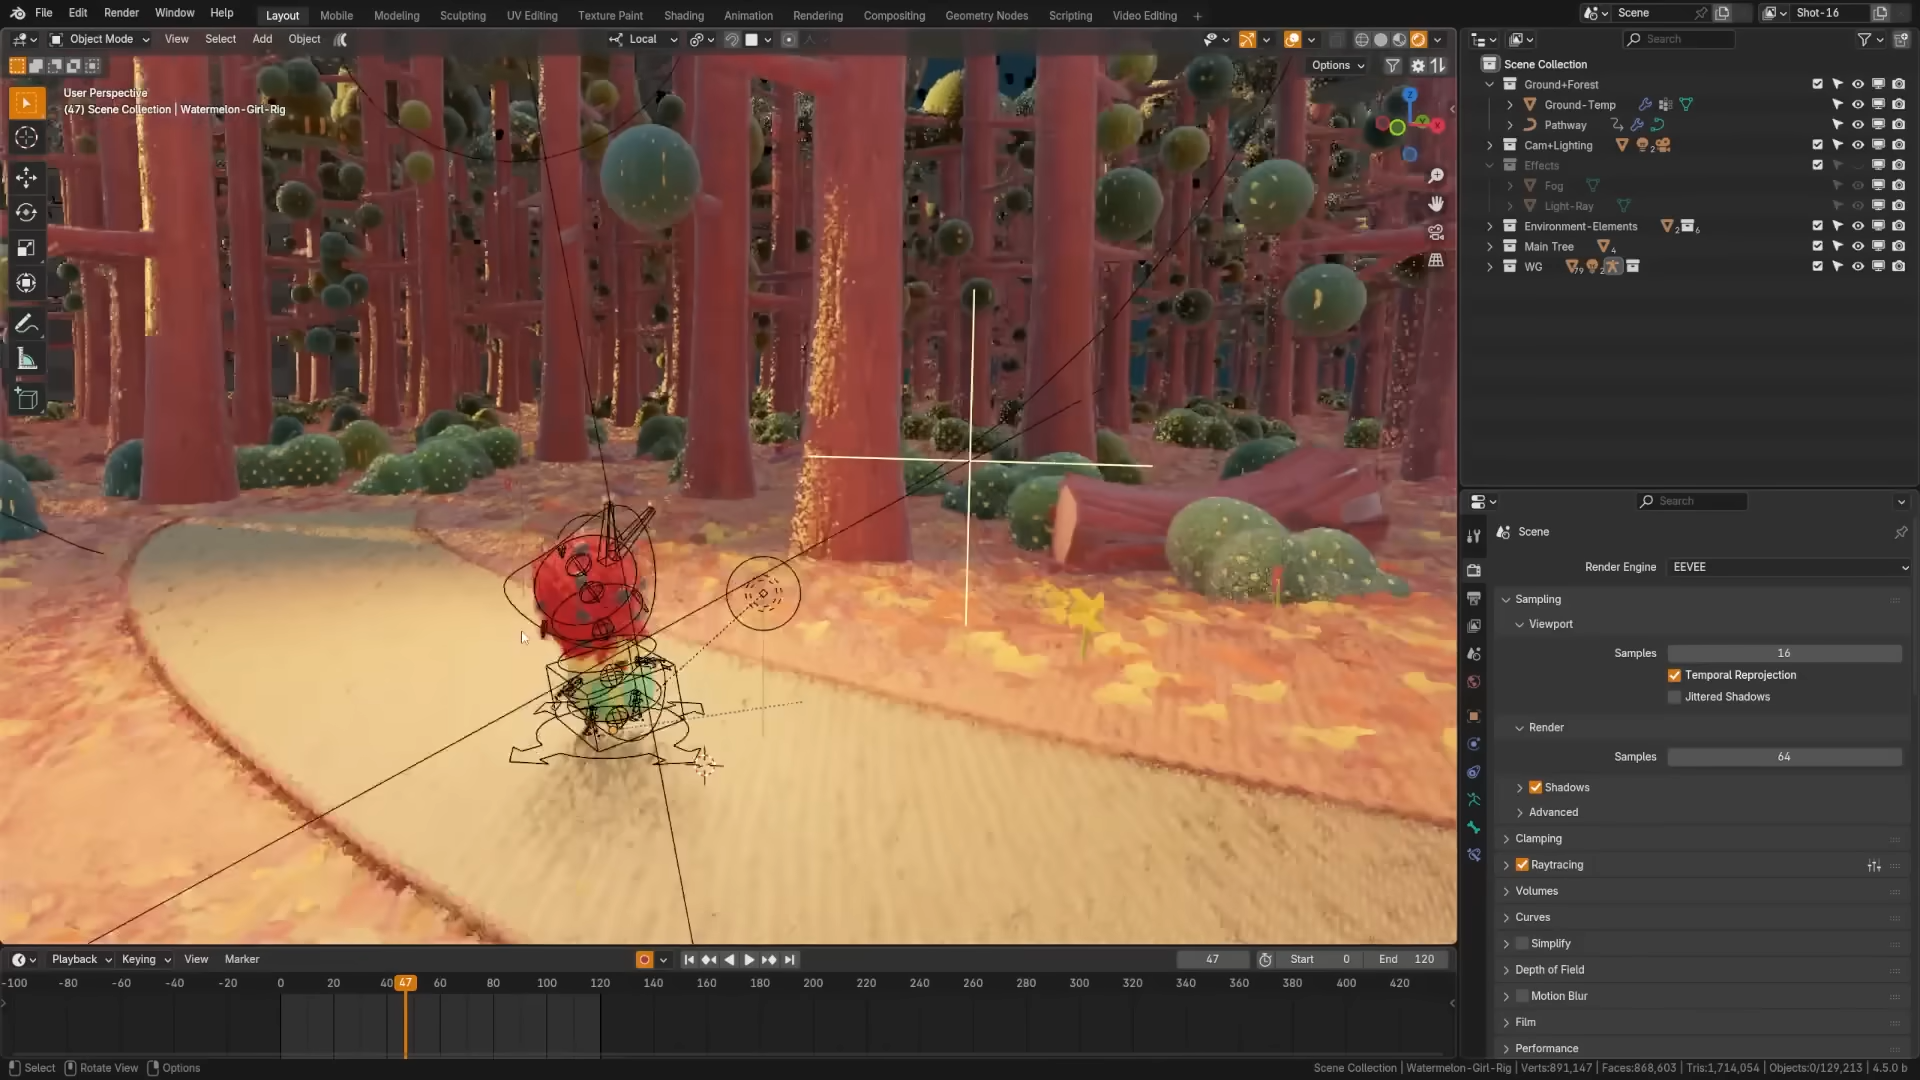 File Edit Render Window Help Layout Mobile Modeling Sculpting UV Editing Texture Paint Shading Animation Rendering Compositing Geometry Nodes Scripting Video Editing + Scene Shot-16
Object Mode View Select Add Object Local Search
Options
User Perspective
(47) Scene Collection | Watermelon-Girl-Rig
Z
Y
X
Scene Collection
Ground+Forest
Ground-Temp
Pathway
Cam+Lighting 2
Effects
Fog
Light-Ray
Environment-Elements 2 6
Main Tree 4
WG 79 2
Search
Scene
Render Engine EEVEE
Sampling
Viewport
Samples 16
Temporal Reprojection
Jittered Shadows
Render
Samples 64
Shadows
Advanced
Clamping
Raytracing
Volumes
Curves
Simplify
Depth of Field
Motion Blur
Film
Performance
Playback Keying View Marker 47 Start 0 End 120
-100 -80 -60 -40 -20 0 20 40 47 60 80 100 120 140 160 180 200 220 240 260 280 300 320 340 360 380 400 420
Select Rotate View Options Scene Collection | Watermelon-Girl-Rig | Verts:891,147 | Faces:868,603 | Tris:1,714,054 | Objects:0/129,213 | 4.5.0 b